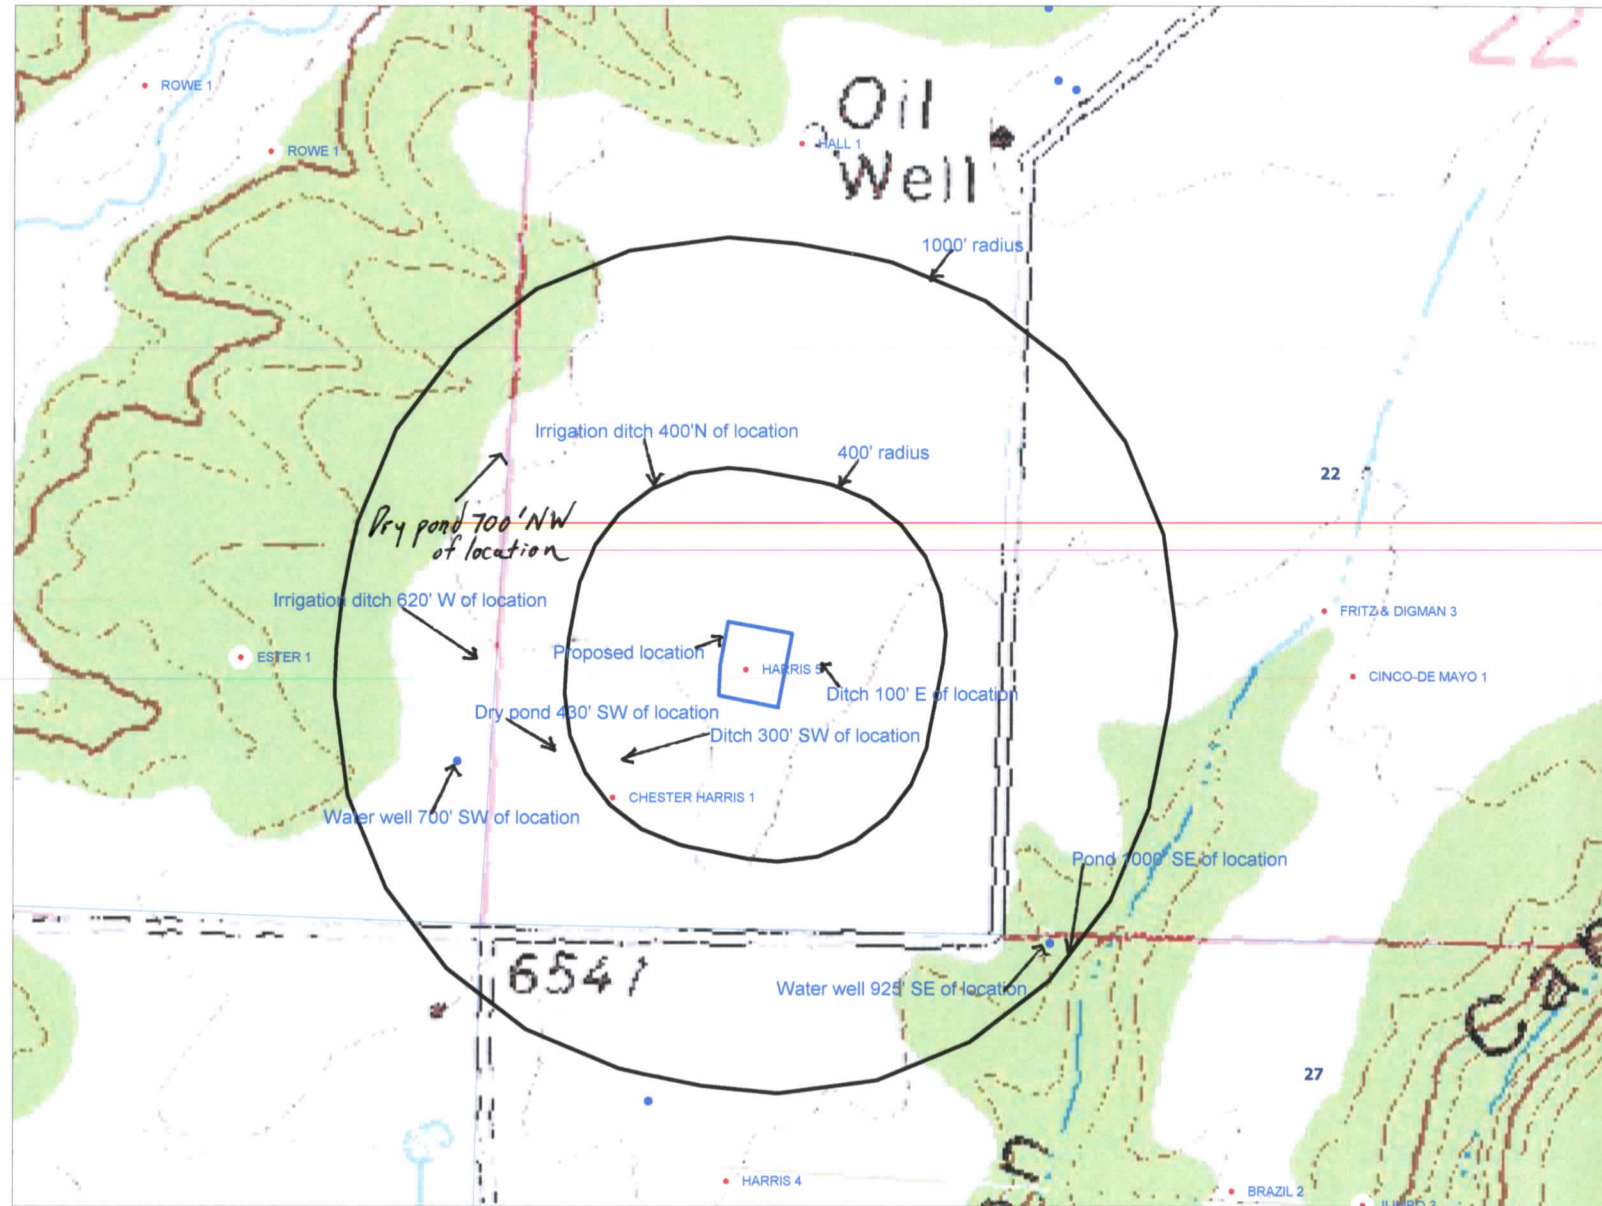 22
ROWE 1
Oil
HALL 1
ROWE 1
Well
1000' radius
Irrigation ditch 400'N of location
400' radius
22
Dry pond 700' NW
of location
Irrigation ditch 620' W of location
FRITZ & DIGMAN 3
Proposed location
ESTER 1
HARRIS 5
CINCO-DE MAYO 1
Ditch 100' E of location
Dry pond 430' SW of location
Ditch 300' SW of location
CHESTER HARRIS 1
Water well 700' SW of location
Pond 1000' SE of location
6541
Water well 925' SE of location
27
HARRIS 4
BRAZIL 2